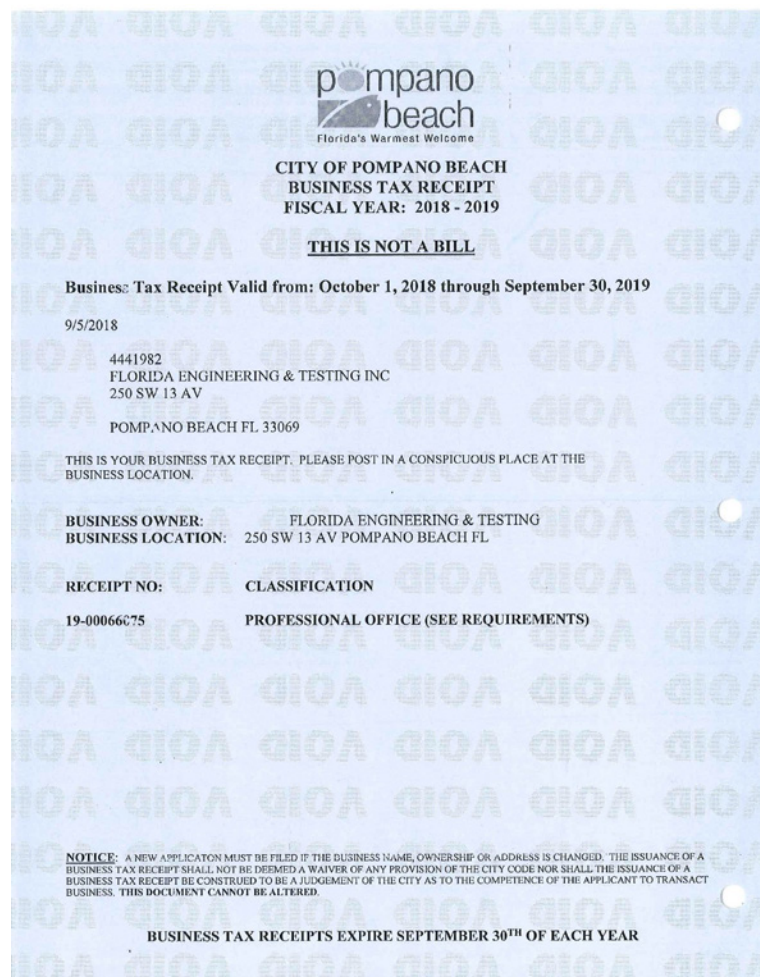 pompano
beach
Florida's Warmest Welcome
CITY OF POMPANO BEACH
BUSINESS TAX RECEIPT
FISCAL YEAR: 2018 - 2019
THIS IS NOT A BILL
Business Tax Receipt Valid from: October 1, 2018 through September 30, 2019
9/5/2018
4441982
FLORIDA ENGINEERING & TESTING INC
250 SW 13 AV
POMPANO BEACH FL 33069
THIS IS YOUR BUSINESS TAX RECEIPT. PLEASE POST IN A CONSPICUOUS PLACE AT THE
BUSINESS LOCATION.
BUSINESS OWNER: FLORIDA ENGINEERING & TESTING
BUSINESS LOCATION: 250 SW 13 AV POMPANO BEACH FL
RECEIPT NO: CLASSIFICATION
PROFESSIONAL OFFICE (SEE REQUIREMENTS)
NOTICE: A NEW APPLICATON MUST BE FILED IF THE BUSINESS NAME, OWNERSHIP OR ADDRESS IS CHANGED. THE ISSUANCE OF A
BUSINESS TAX RECEIPT SHALL NOT BE DEEMED A WAIVER OF ANY PROVISION OF THE CITY CODE NOR SHALL THE ISSUANCE OF A
BUSINESS TAX RECEIPT BE CONSTRUED TO BE A JUDGEMENT OF THE CITY AS TO THE COMPETENCE OF THE APPLICANT TO TRANSACT
BUSINESS. THIS DOCUMENT CANNOT BE ALTERED.
BUSINESS TAX RECEIPTS EXPIRE SEPTEMBER 30TH OF EACH YEAR